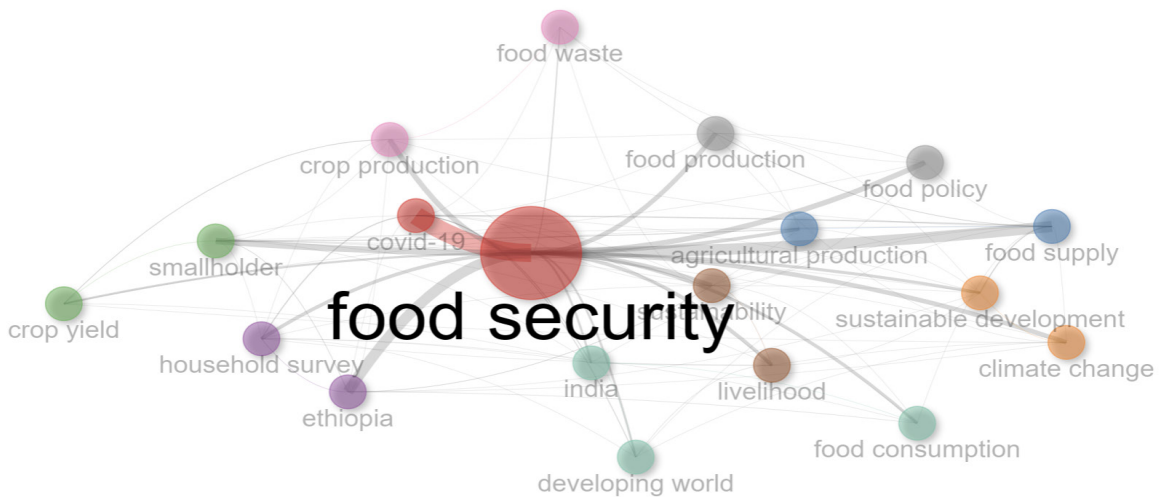 food waste
crop production
food production
food policy
covid-19
smallholder
agricultural production
food supply
crop yield
food security
sustainability
sustainable development
household survey
india
livelihood
climate change
ethiopia
food consumption
developing world